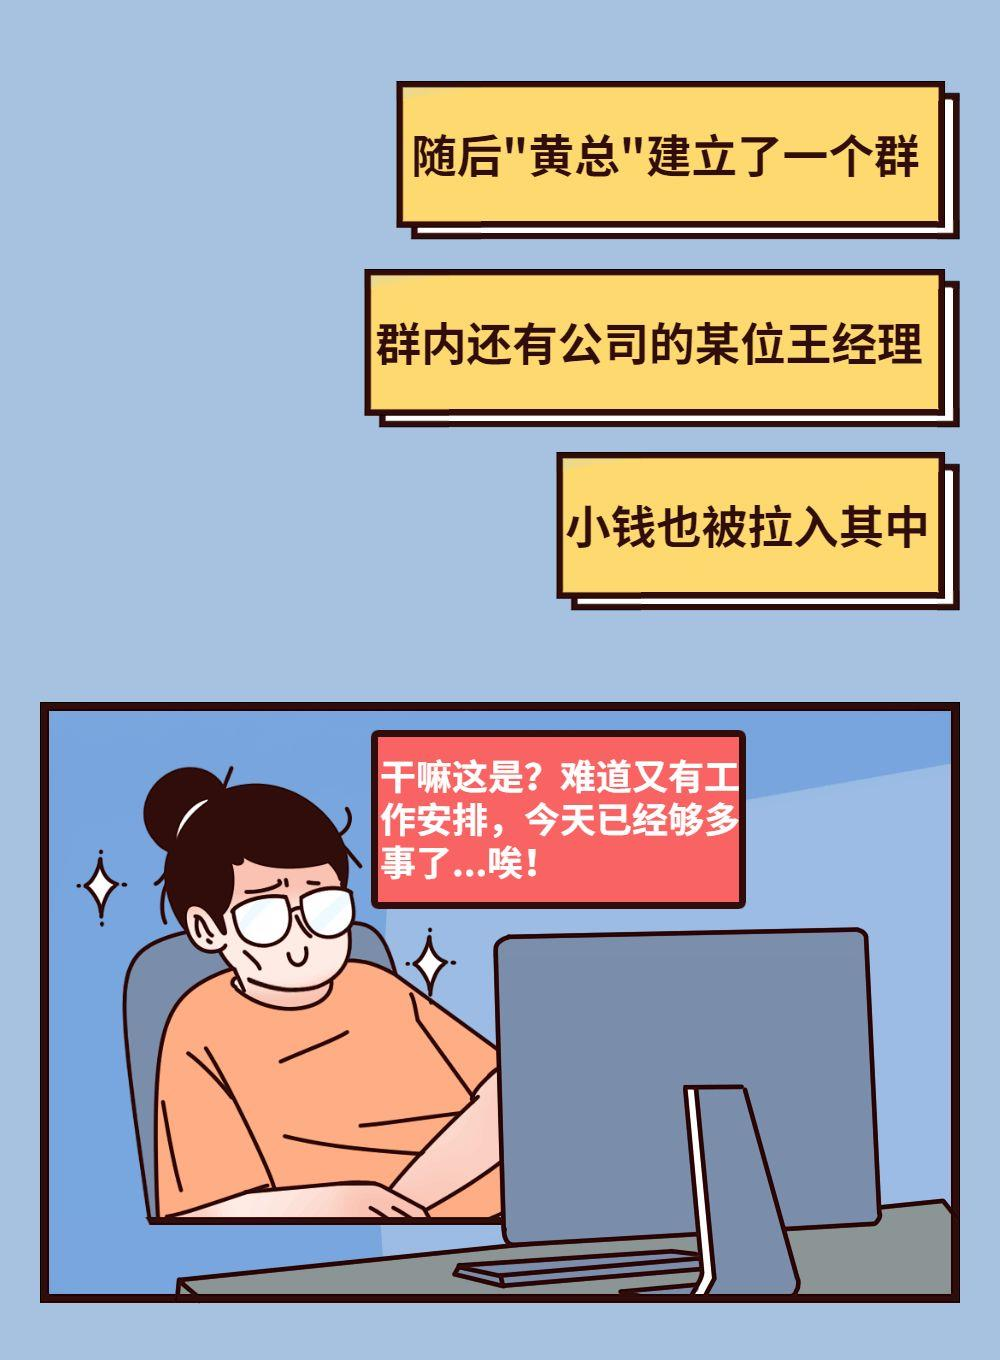 随后"黄总"建立了一个群
群内还有公司的某位王经理
小钱也被拉入其中
干嘛这是？难道又有工
作安排，今天已经够多
事了...唉！